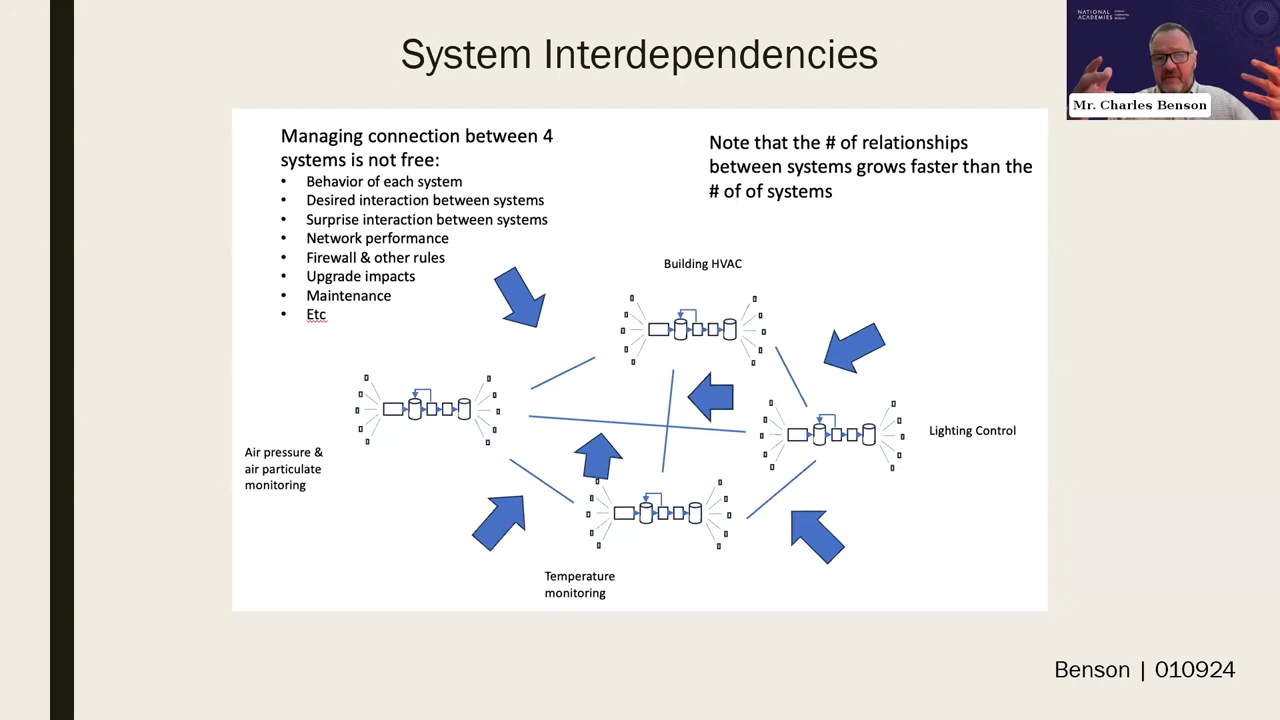 System Interdependencies
NATIONAL
ACADEMIES
Mr. Charles Benson
Managing connection between 4
systems is not free:
• Behavior of each system
• Desired interaction between systems
• Surprise interaction between systems
• Network performance
• Firewall & other rules
• Upgrade impacts
• Maintenance
• Etc
Note that the # of relationships
between systems grows faster than the
# of of systems
Building HVAC
Lighting Control
Air pressure &
air particulate
monitoring
Temperature
monitoring
Benson | 010924